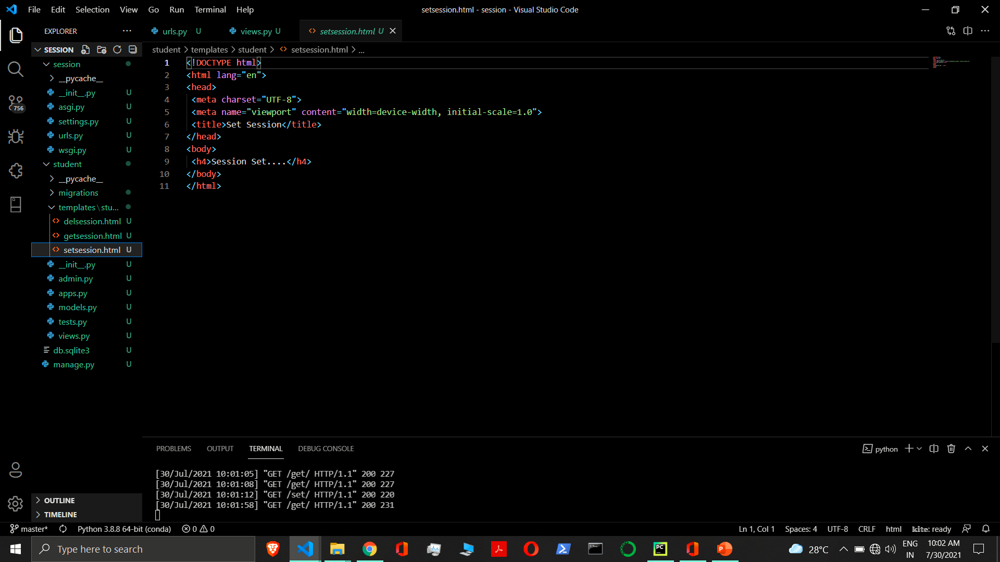 File Edit Selection View Go Run Terminal Help
setsession.html - session - Visual Studio Code
EXPLORER ···
urls.py U
views.py U
setsession.html U
SESSION
student > templates > student > setsession.html > ...
session
__pycache__
__init__.py U
asgi.py U
settings.py U
urls.py U
wsgi.py U
student
__pycache__
migrations
templates\stu...
delsession.html U
getsession.html U
setsession.html U
__init__.py U
admin.py U
apps.py U
models.py U
tests.py U
views.py U
db.sqlite3 U
manage.py U
OUTLINE
TIMELINE
756
1 <!DOCTYPE html>
2 <html lang="en">
3 <head>
4 <meta charset="UTF-8">
5 <meta name="viewport" content="width=device-width, initial-scale=1.0">
6 <title>Set Session</title>
7 </head>
8 <body>
9 <h4>Session Set....</h4>
10 </body>
11 </html>
PROBLEMS OUTPUT TERMINAL DEBUG CONSOLE
python
[30/Jul/2021 10:01:05] "GET /get/ HTTP/1.1" 200 227
[30/Jul/2021 10:01:08] "GET /get/ HTTP/1.1" 200 227
[30/Jul/2021 10:01:12] "GET /set/ HTTP/1.1" 200 220
[30/Jul/2021 10:01:58] "GET /get/ HTTP/1.1" 200 231
master* Python 3.8.8 64-bit (conda) 0 0
Ln 1, Col 1 Spaces: 4 UTF-8 CRLF html kite: ready
Type here to search
PC
P
28°C
ENG
IN
10:02 AM
7/30/2021